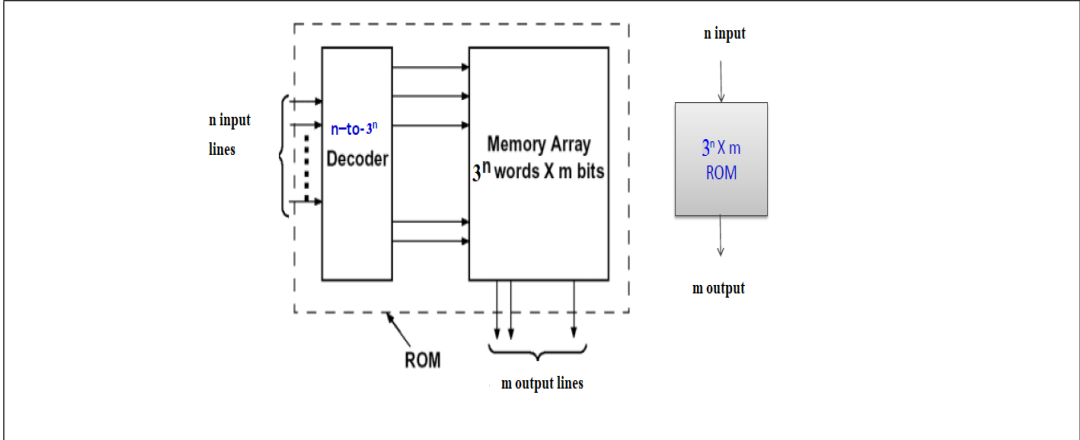 n input
lines
n–to-3ⁿ
Decoder
Memory Array
3ⁿ words X m bits
ROM
m output lines
n input
3ⁿ X m
ROM
m output